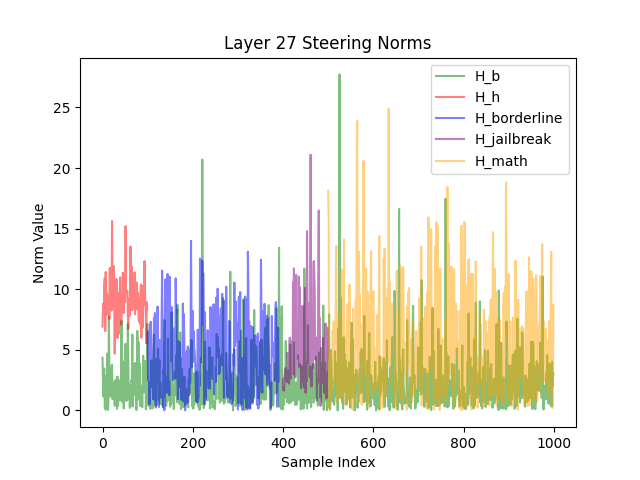 Layer 27 Steering Norms
H_b
H_h
H_borderline
H_jailbreak
H_math
Norm Value
25
20
15
10
5
0
0 200 400 600 800 1000
Sample Index